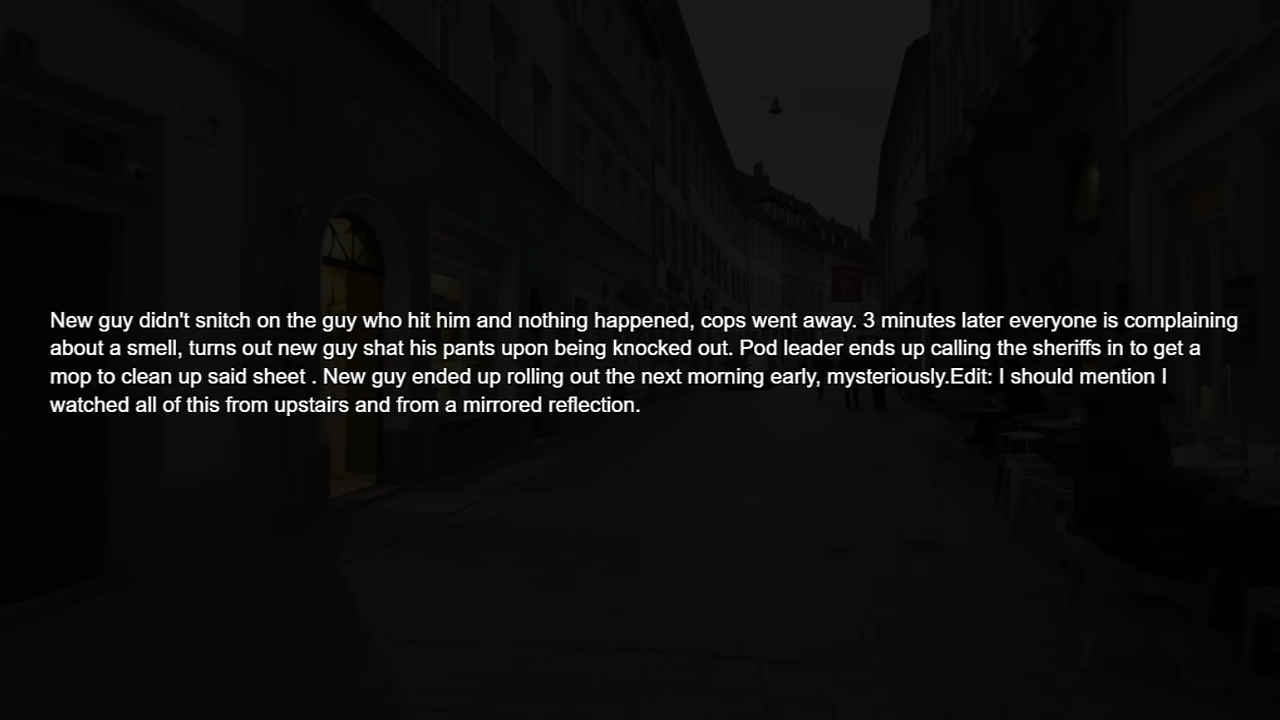 New guy didn't snitch on the guy who hit him and nothing happened, cops went away. 3 minutes later everyone is complaining
about a smell, turns out new guy shat his pants upon being knocked out. Pod leader ends up calling the sheriffs in to get a
mop to clean up said sheet . New guy ended up rolling out the next morning early, mysteriously.Edit: I should mention I
watched all of this from upstairs and from a mirrored reflection.